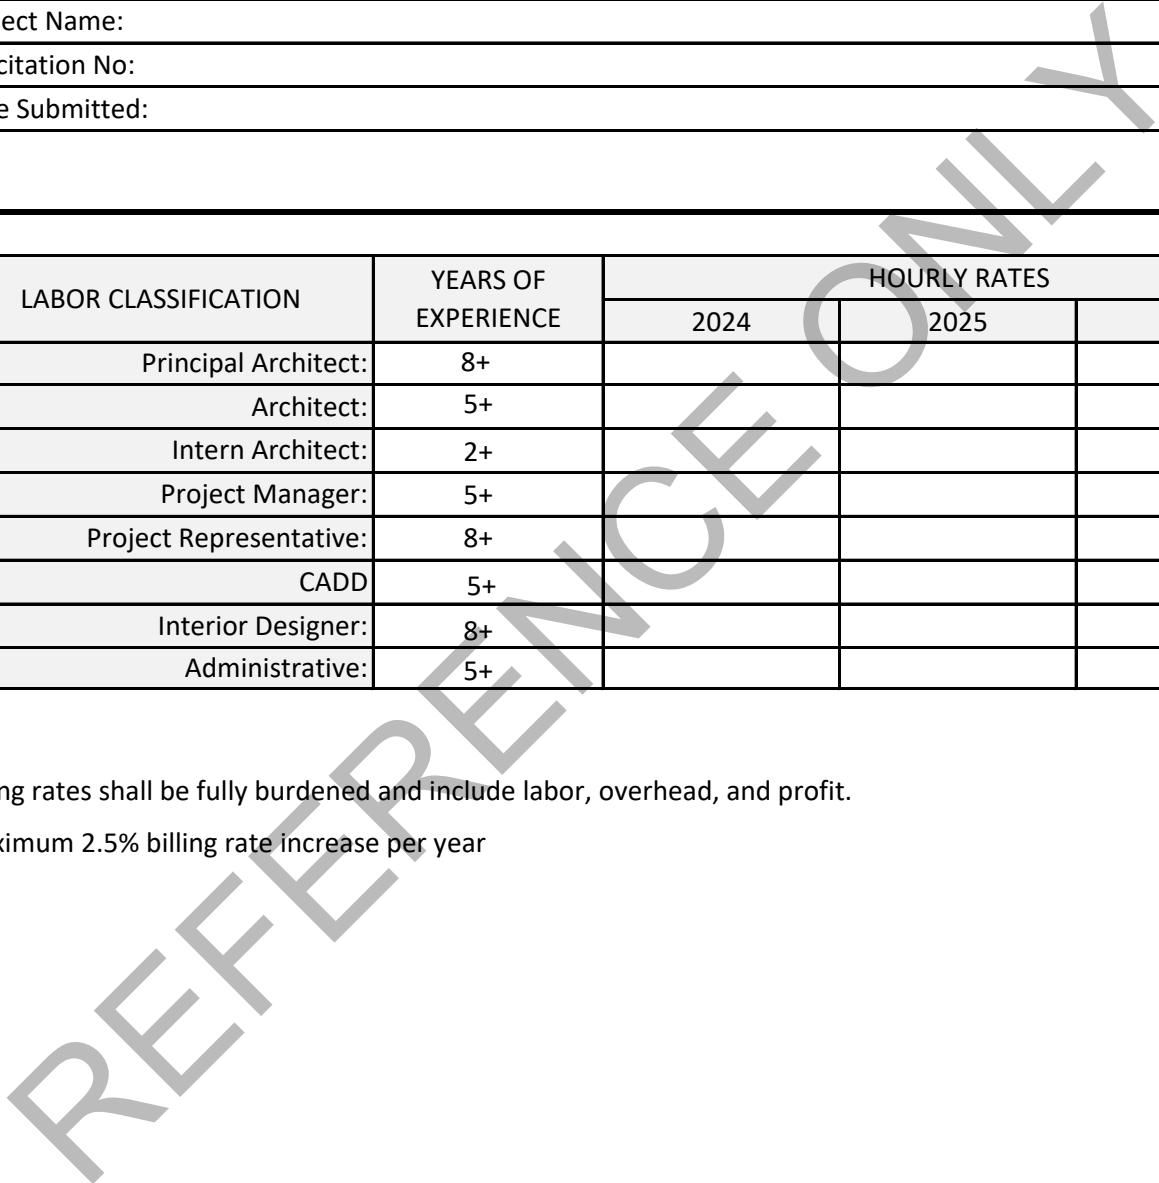 ect Name:
citation No:
e Submitted:
LABOR CLASSIFICATION
YEARS OF
EXPERIENCE
HOURLY RATES
2024 2025
Principal Architect: 8+
Architect: 5+
Intern Architect: 2+
Project Manager: 5+
Project Representative: 8+
CADD 5+
Interior Designer: 8+
Administrative: 5+
ng rates shall be fully burdened and include labor, overhead, and profit.
ximum 2.5% billing rate increase per year
REFERENCE ONLY